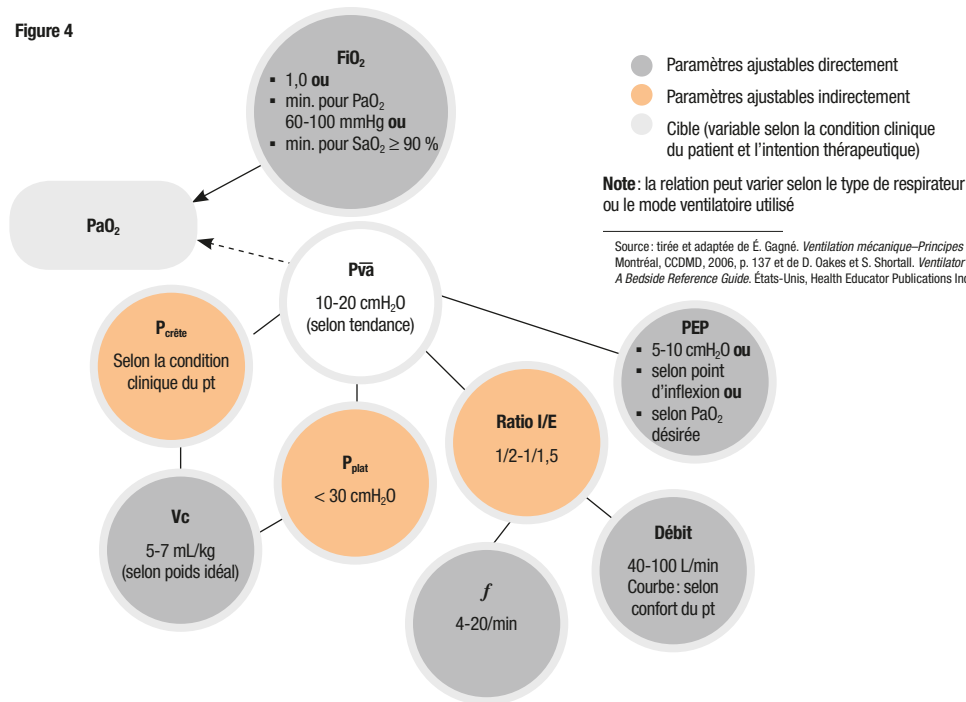 Figure 4
FiO₂
▪ 1,0 ou
▪ min. pour PaO₂
60-100 mmHg ou
▪ min. pour SaO₂ ≥ 90 %
Paramètres ajustables directement
Paramètres ajustables indirectement
Cible (variable selon la condition clinique
du patient et l'intention thérapeutique)
Note : la relation peut varier selon le type de respirateur
ou le mode ventilatoire utilisé
Source : tirée et adaptée de É. Gagné. Ventilation mécanique–Principes
Montréal, CCDMD, 2006, p. 137 et de D. Oakes et S. Shortall. Ventilator
A Bedside Reference Guide. États-Unis, Health Educator Publications Inc
PaO₂
Pv̅a̅
10-20 cmH₂O
(selon tendance)
P crête
Selon la condition
clinique du pt
PEP
▪ 5-10 cmH₂O ou
▪ selon point
d'inflexion ou
▪ selon PaO₂
désirée
Ratio I/E
1/2-1/1,5
P plat
< 30 cmH₂O
Vc
5-7 mL/kg
(selon poids idéal)
Débit
40-100 L/min
Courbe : selon
confort du pt
f
4-20/min